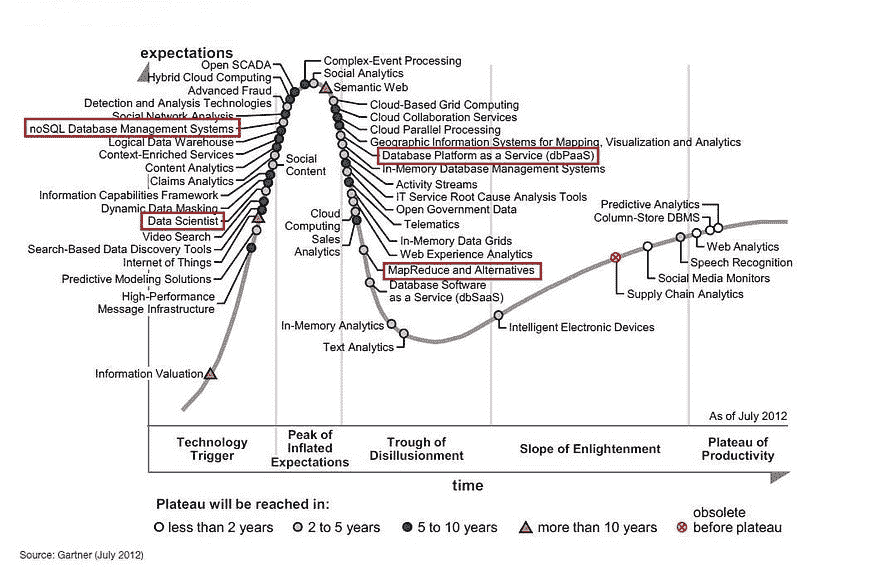 expectations
Open SCADA
Hybrid Cloud Computing
Advanced Fraud
Detection and Analysis Technologies
Social Network Analysis
noSQL Database Management Systems
Logical Data Warehouse
Context-Enriched Services
Content Analytics
Claims Analytics
Information Capabilities Framework
Dynamic Data Masking
Data Scientist
Video Search
Search-Based Data Discovery Tools
Internet of Things
Predictive Modeling Solutions
High-Performance
Message Infrastructure
Information Valuation
Complex-Event Processing
Social Analytics
Semantic Web
Social
Content
Cloud-Based Grid Computing
Cloud Collaboration Services
Cloud Parallel Processing
Geographic Information Systems for Mapping, Visualization and Analytics
Database Platform as a Service (dbPaaS)
In-Memory Database Management Systems
Activity Streams
IT Service Root Cause Analysis Tools
Open Government Data
Telematics
In-Memory Data Grids
Web Experience Analytics
Cloud
Computing
Sales
Analytics
MapReduce and Alternatives
Database Software
as a Service (dbSaaS)
In-Memory Analytics
Text Analytics
Intelligent Electronic Devices
Predictive Analytics
Column-Store DBMS
Web Analytics
Speech Recognition
Social Media Monitors
Supply Chain Analytics
As of July 2012
Technology
Trigger
Peak of
Inflated
Expectations
Trough of
Disillusionment
Slope of Enlightenment
Plateau of
Productivity
time
Plateau will be reached in:
less than 2 years
2 to 5 years
5 to 10 years
more than 10 years
obsolete
before plateau
Source: Gartner (July 2012)